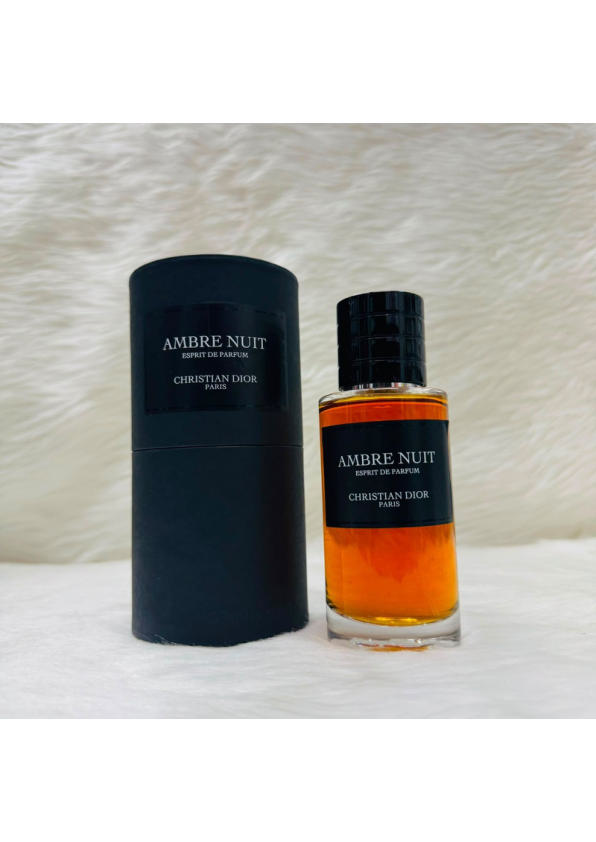 AMBRE NUIT
ESPRIT DE PARFUM
CHRISTIAN DIOR
PARIS
AMBRE NUIT
ESPRIT DE PARFUM
CHRISTIAN DIOR
PARIS